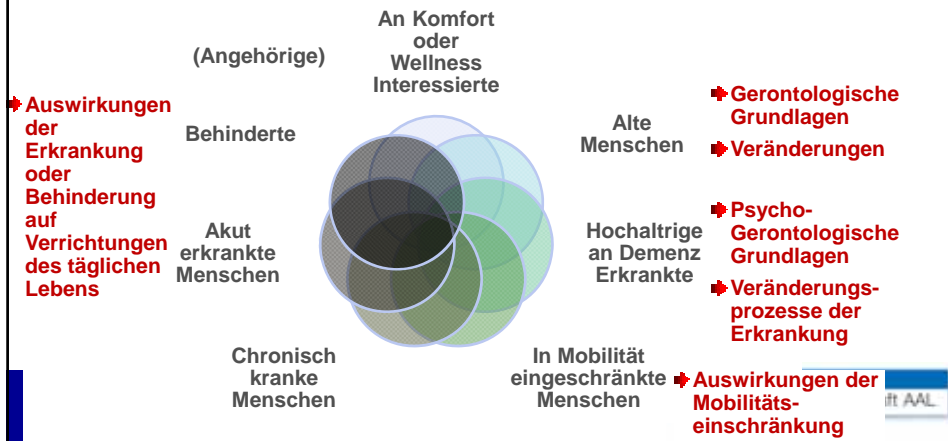 An Komfort
oder
Wellness
Interessierte
(Angehörige)
Auswirkungen
der
Erkrankung
oder
Behinderung
auf
Verrichtungen
des täglichen
Lebens
Behinderte
Alte
Menschen
Gerontologische
Grundlagen
Veränderungen
Akut
erkrankte
Menschen
Hochaltrige
an Demenz
Erkrankte
Psycho-
Gerontologische
Grundlagen
Veränderungs-
prozesse der
Erkrankung
Chronisch
kranke
Menschen
In Mobilität
eingeschränkte
Menschen
Auswirkungen der
Mobilitäts-
einschränkung
AAL